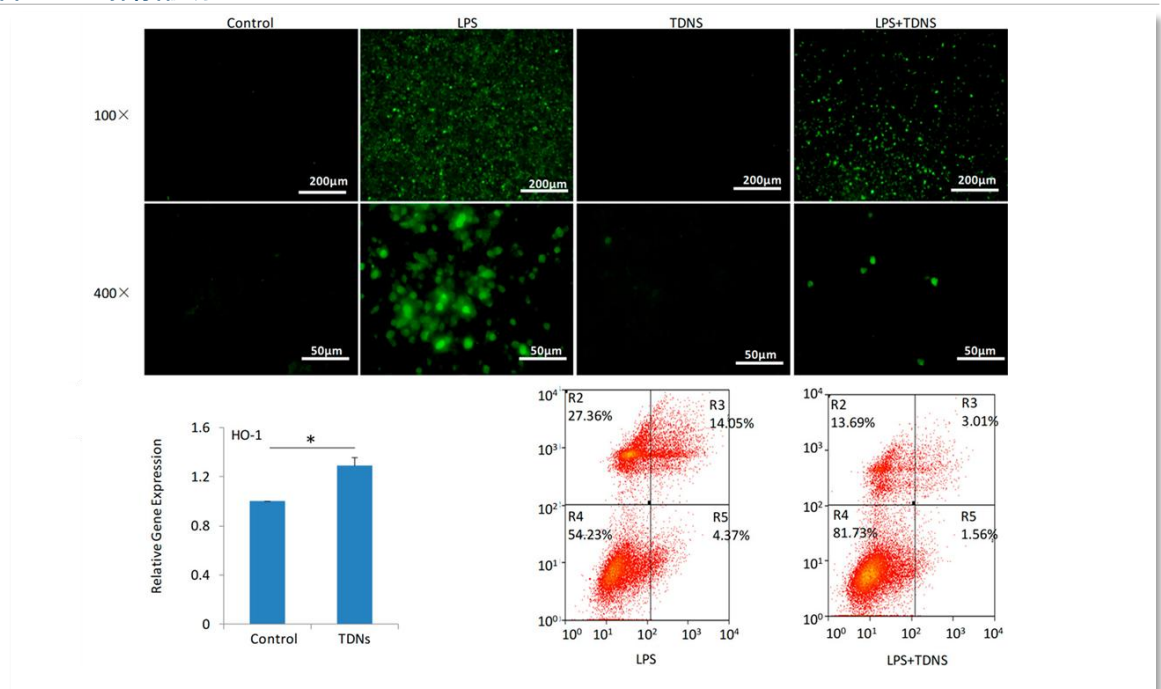 Control LPS TDNS LPS+TDNS
100×
200μm 200μm 200μm 200μm
400×
50μm 50μm 50μm 50μm
Relative Gene Expression
1.6
1.2
0.8
0.4
0
HO-1
*
Control TDNs
10⁴
10³
10²
10¹
10⁰
R2
27.36%
R3
14.05%
R4
54.23%
R5
4.37%
10⁰ 10¹ 10² 10³ 10⁴
LPS
10⁴
10³
10²
10¹
10⁰
R2
13.69%
R3
3.01%
R4
81.73%
R5
1.56%
10⁰ 10¹ 10² 10³ 10⁴
LPS+TDNS